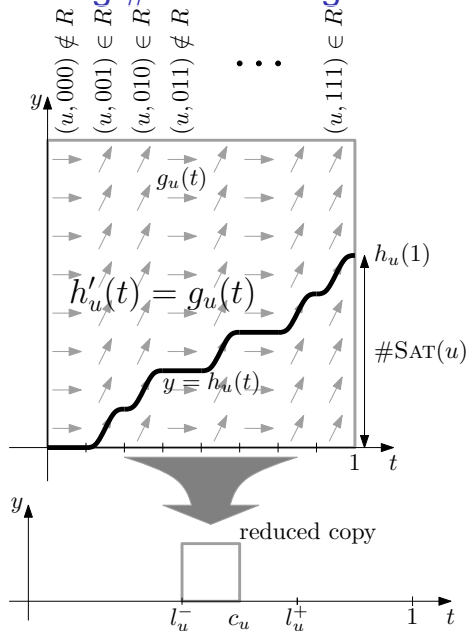 (u, 000) ∉ R
(u, 001) ∈ R
(u, 010) ∈ R
(u, 011) ∉ R
• • •
(u, 111) ∈ R
y
g_u(t)
h_u(1)
h′_u(t) = g_u(t)
#SAT(u)
y = h_u(t)
1
t
reduced copy
y
l_u^-
c_u
l_u^+
1
t